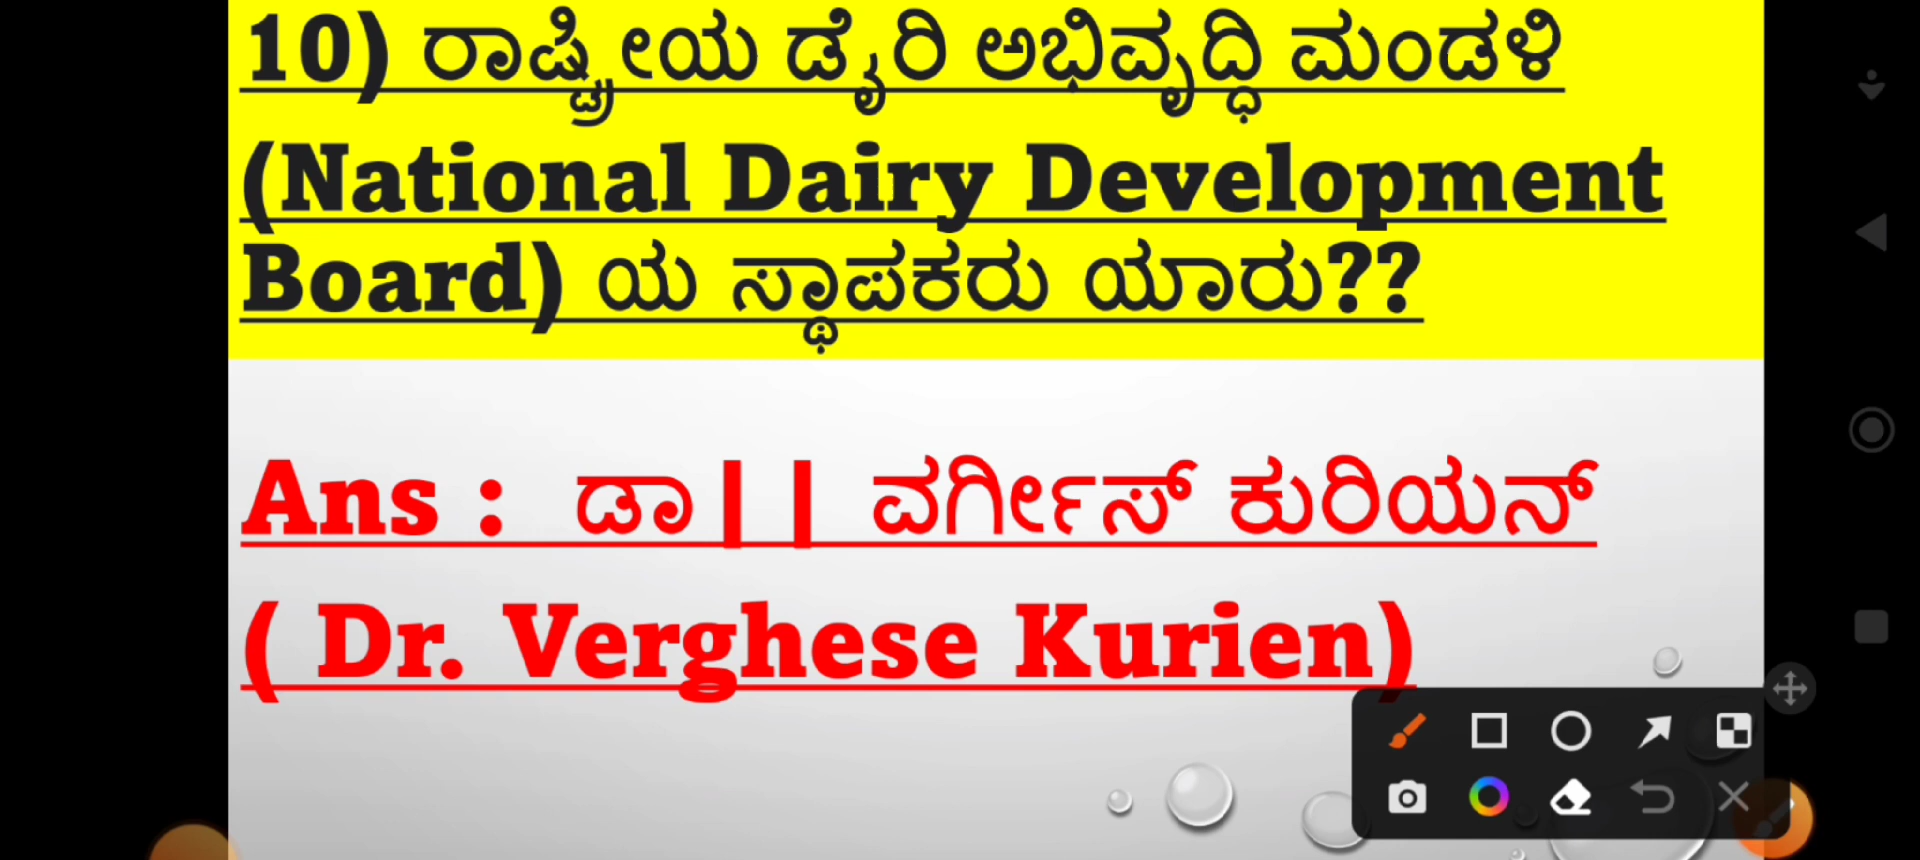 10) ರಾಷ್ಟ್ರೀಯ ಡೈರಿ ಅಭಿವೃದ್ಧಿ ಮಂಡಳಿ
(National Dairy Development
Board) ಯ ಸ್ಥಾಪಕರು ಯಾರು??
Ans : ಡಾ|| ವರ್ಗೀಸ್ ಕುರಿಯನ್
( Dr. Verghese Kurien)